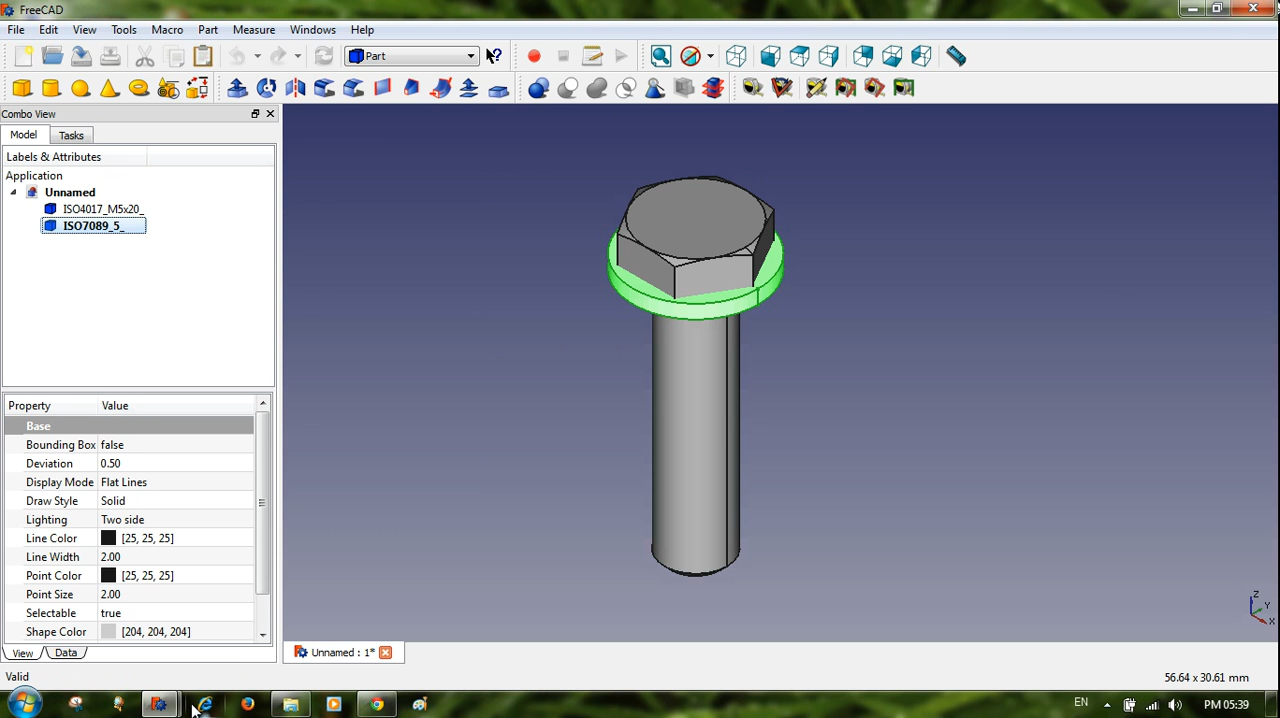 FreeCAD
File Edit View Tools Macro Part Measure Windows Help
Part
Combo View
Model Tasks
Labels & Attributes
Application
Unnamed
ISO4017_M5x20_
ISO7089_5_
Property Value
Base
Bounding Box false
Deviation 0.50
Display Mode Flat Lines
Draw Style Solid
Lighting Two side
Line Color [25, 25, 25]
Line Width 2.00
Point Color [25, 25, 25]
Point Size 2.00
Selectable true
Shape Color [204, 204, 204]
View Data
Unnamed : 1*
Z
Y
X
Valid 56.64 x 30.61 mm
EN PM 05:39